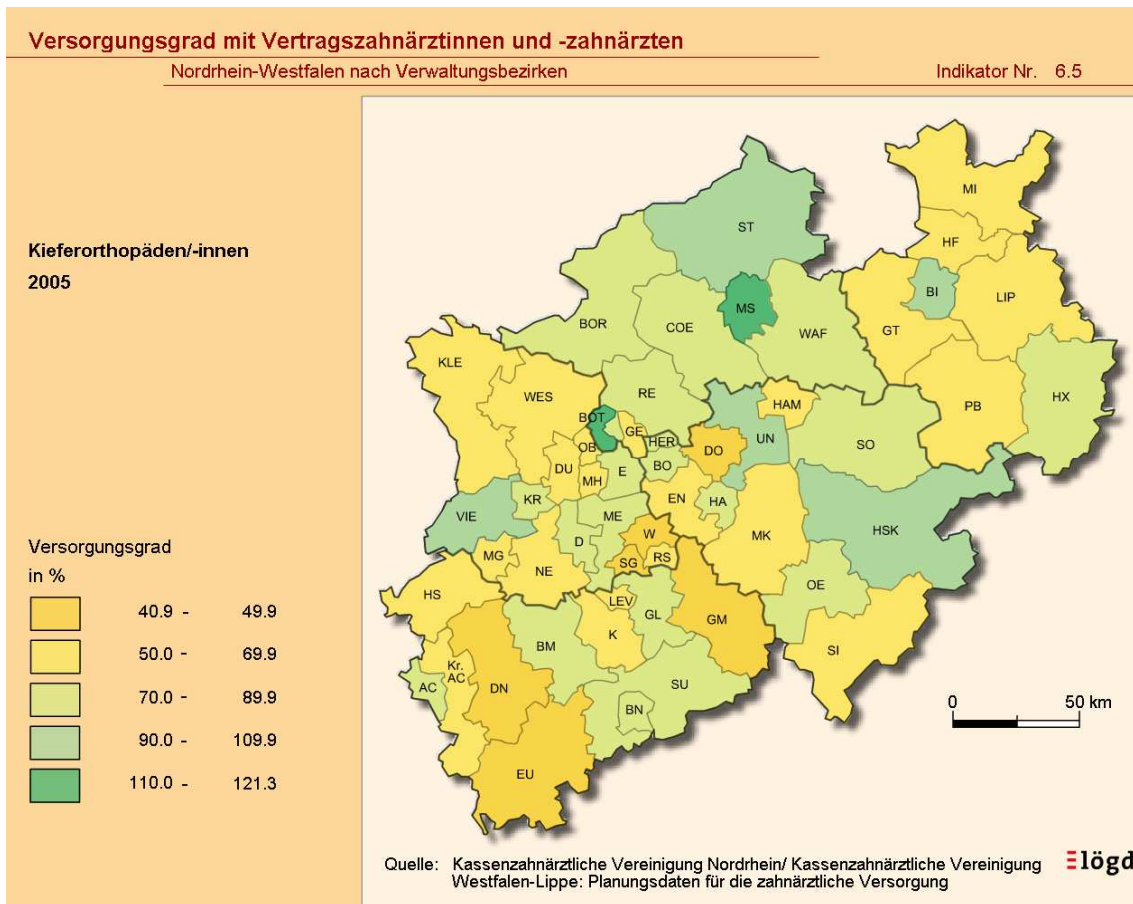 Versorgungsgrad mit Vertragszahnärztinnen und -zahnärzten
Nordrhein-Westfalen nach Verwaltungsbezirken
Indikator Nr. 6.5
Kieferorthopäden/-innen
2005
Versorgungsgrad
in %
40.9 - 49.9
50.0 - 69.9
70.0 - 89.9
90.0 - 109.9
110.0 - 121.3
MI
ST
HF
BI
LIP
MS
GT
BOR
COE
WAF
KLE
WES
RE
HAM
PB
HX
BOT
GE
UN
SO
OB
HER
DO
DU
MH
E
BO
KR
EN
HA
VIE
ME
MK
HSK
D
W
MG
NE
SG
RS
OE
HS
LEV
GL
GM
K
BM
SI
Kr.
AC
AC
DN
SU
BN
EU
0 50 km
Quelle: Kassenzahnärztliche Vereinigung Nordrhein/ Kassenzahnärztliche Vereinigung
Westfalen-Lippe: Planungsdaten für die zahnärztliche Versorgung
lögd